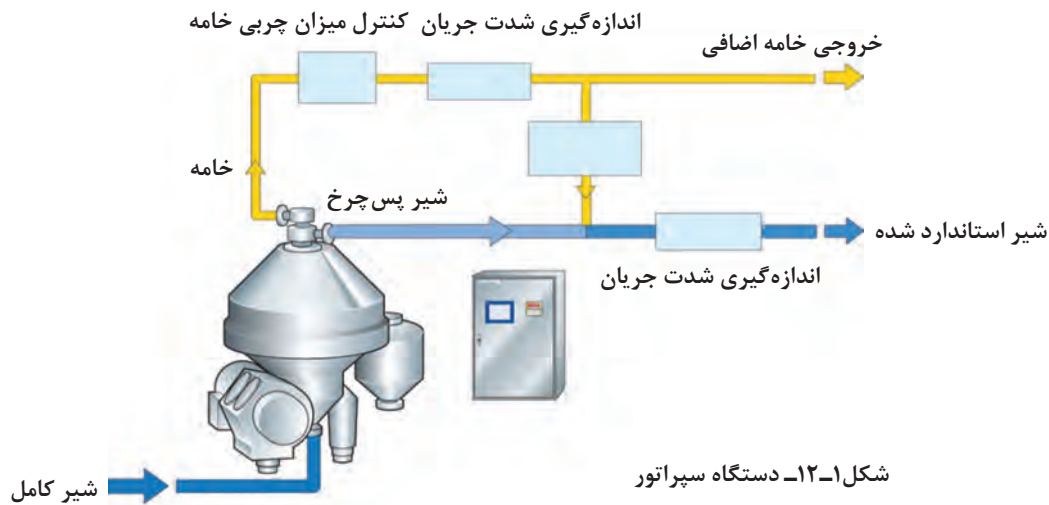 اندازه‌گیری شدت جریان
کنترل میزان چربی خامه
خروجی خامه اضافی
خامه
شیر پس‌چرخ
شیر استاندارد شده
اندازه‌گیری شدت جریان
شیر کامل
شکل۱ــ۱۲ــ دستگاه سپراتور